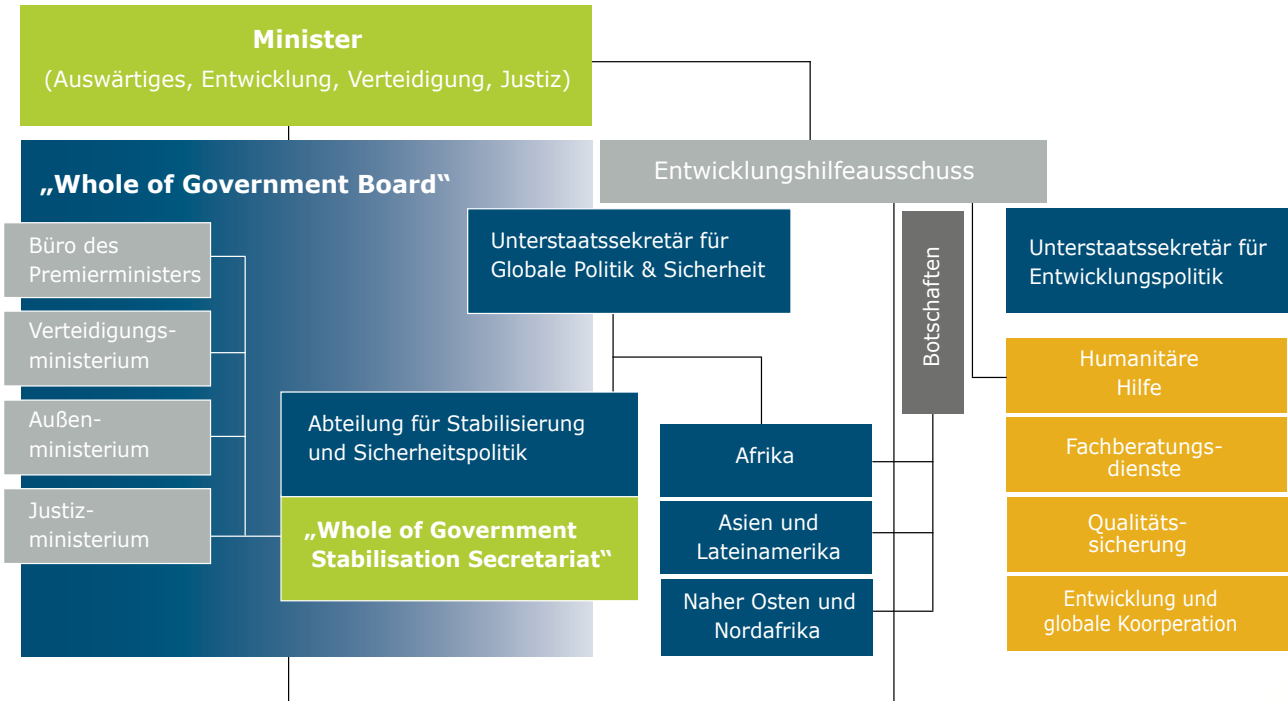 Minister
(Auswärtiges, Entwicklung, Verteidigung, Justiz)
„Whole of Government Board“
Büro des
Premierministers
Verteidigungs-
ministerium
Außen-
ministerium
Justiz-
ministerium
Unterstaatssekretär für
Globale Politik & Sicherheit
Abteilung für Stabilisierung
und Sicherheitspolitik
„Whole of Government
Stabilisation Secretariat“
Entwicklungshilfeausschuss
Botschaften
Afrika
Asien und
Lateinamerika
Naher Osten und
Nordafrika
Unterstaatssekretär für
Entwicklungspolitik
Humanitäre
Hilfe
Fachberatungs-
dienste
Qualitäts-
sicherung
Entwicklung und
globale Koorperation